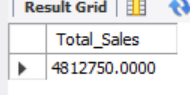 Result Grid
Total_Sales
4812750.0000